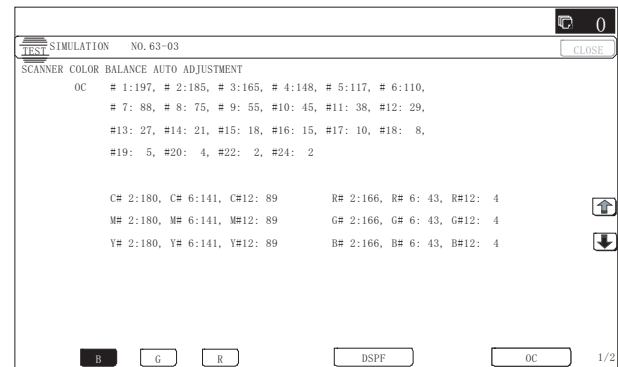 0
TEST SIMULATION NO. 63-03 CLOSE
SCANNER COLOR BALANCE AUTO ADJUSTMENT
OC # 1:197, # 2:185, # 3:165, # 4:148, # 5:117, # 6:110,
# 7: 88, # 8: 75, # 9: 55, #10: 45, #11: 38, #12: 29,
#13: 27, #14: 21, #15: 18, #16: 15, #17: 10, #18: 8,
#19: 5, #20: 4, #22: 2, #24: 2
C# 2:180, C# 6:141, C#12: 89 R# 2:166, R# 6: 43, R#12: 4
M# 2:180, M# 6:141, M#12: 89 G# 2:166, G# 6: 43, G#12: 4
Y# 2:180, Y# 6:141, Y#12: 89 B# 2:166, B# 6: 43, B#12: 4
B G R DSPF OC 1/2